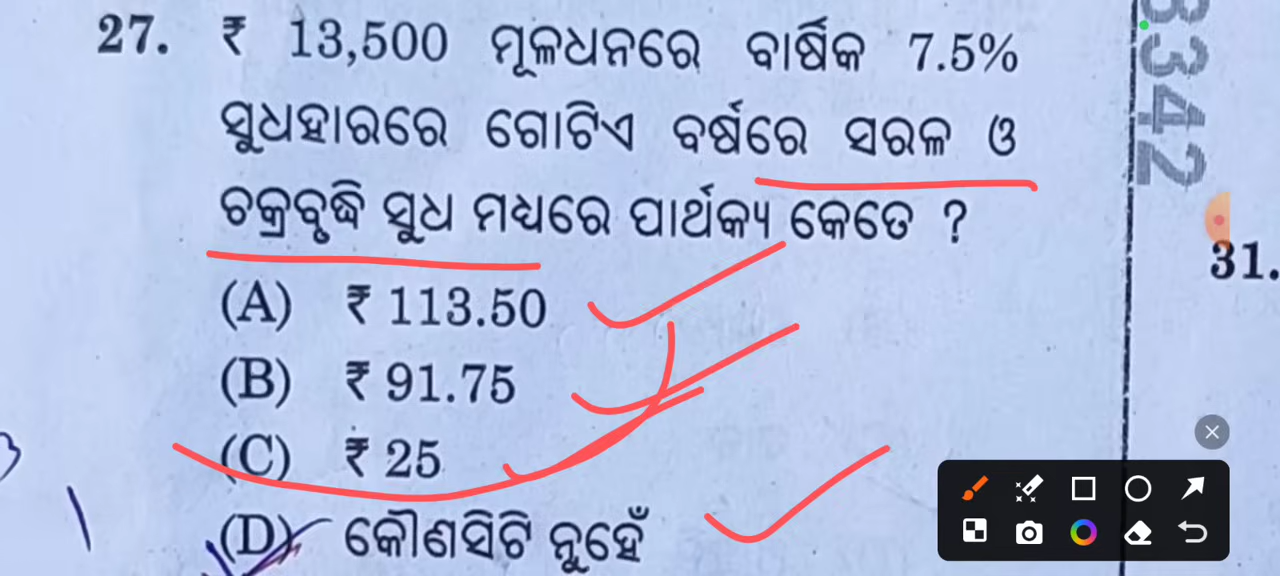 27. ₹ 13,500 ମୂଳଧନରେ ବାର୍ଷିକ 7.5%
ସୁଧହାରରେ ଗୋଟିଏ ବର୍ଷରେ ସରଳ ଓ
ଚକ୍ରବୃଦ୍ଧି ସୁଧ ମଧ୍ୟରେ ପାର୍ଥକ୍ୟ କେତେ ?
(A) ₹ 113.50
(B) ₹ 91.75
(C) ₹ 25
(D) କୌଣସିଟି ନୁହେଁ
3342
31.